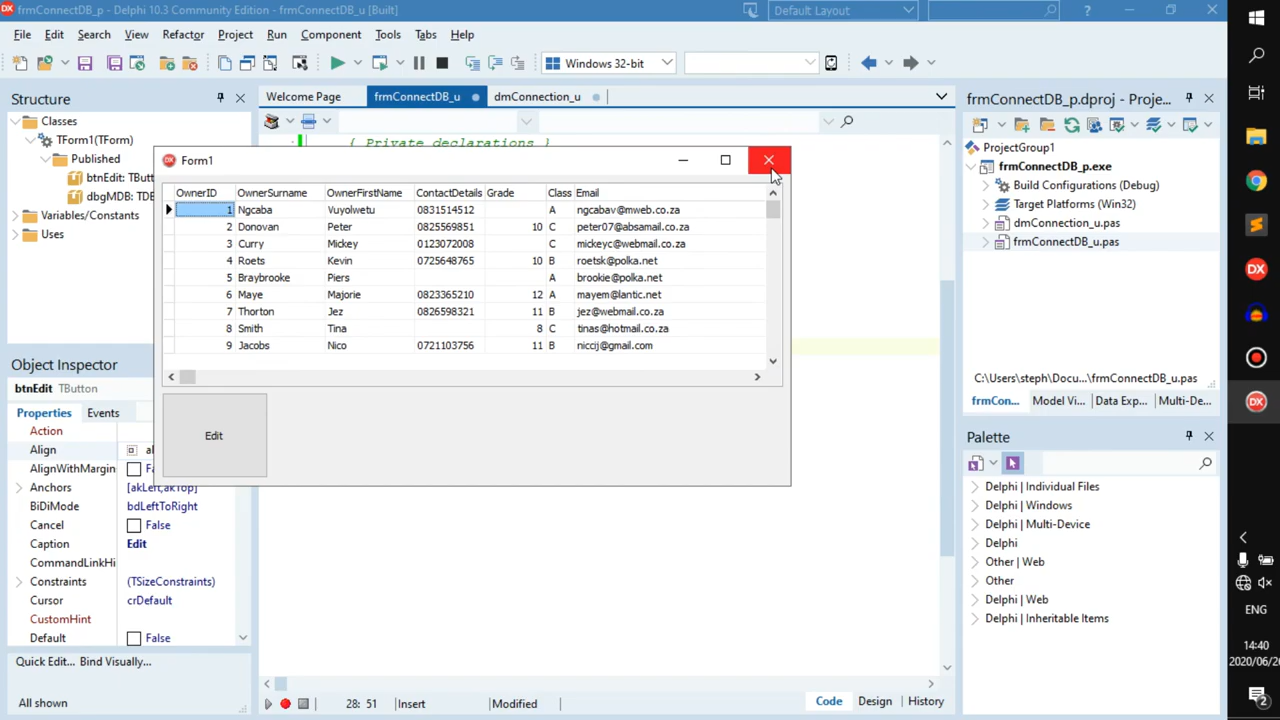 frmConnectDB_p - Delphi 10.3 Community Edition - frmConnectDB_u [Built]
Default Layout
File Edit Search View Refactor Project Run Component Tools Tabs Help
Windows 32-bit
Structure
Welcome Page frmConnectDB_u dmConnection_u
frmConnectDB_p.dproj - Proje...
Classes
TForm1(TForm)
Published
btnEdit: TB
dbgMDB: TDE
Variables/Constants
Uses
{ Private declarations }
ProjectGroup1
frmConnectDB_p.exe
Build Configurations (Debug)
Target Platforms (Win32)
dmConnection_u.pas
frmConnectDB_u.pas
Form1
OwnerID OwnerSurname OwnerFirstName ContactDetails Grade Class Email
1 Ngcaba Vuyolwetu 0831514512 A ngcabav@mweb.co.za
2 Donovan Peter 0825569851 10 C peter07@absamail.co.za
3 Curry Mickey 0123072008 C mickeyc@webmail.co.za
4 Roets Kevin 0725648765 10 B roetsk@polka.net
5 Braybrooke Piers A brookie@polka.net
6 Maye Majorie 0823365210 12 A mayem@lantic.net
7 Thorton Jez 0826598321 11 B jez@webmail.co.za
8 Smith Tina 8 C tinas@hotmail.co.za
9 Jacobs Nico 0721103756 11 B niccij@gmail.com
Edit
Object Inspector
btnEdit TButton
Properties Events
Action
Align al
AlignWithMargin Fa
Anchors [akLeft,akTop]
BiDiMode bdLeftToRight
Cancel False
Caption Edit
CommandLinkHi
Constraints (TSizeConstraints)
Cursor crDefault
CustomHint
Default False
Quick Edit... Bind Visually...
All shown
28: 51 Insert Modified
Code Design History
C:\Users\steph\Docu...\frmConnectDB_u.pas
frmCon... Model Vi... Data Exp... Multi-De...
Palette
Delphi | Individual Files
Delphi | Windows
Delphi | Multi-Device
Delphi
Other | Web
Other
Delphi | Web
Delphi | Inheritable Items
DX
DX
ENG
14:40
2020/06/2
2